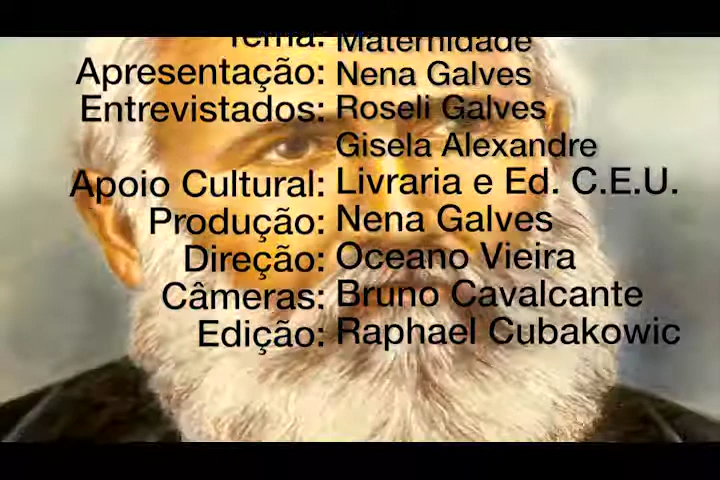 Tema: Maternidade
Apresentação: Nena Galves
Entrevistados: Roseli Galves
Gisela Alexandre
Apoio Cultural: Livraria e Ed. C.E.U.
Produção: Nena Galves
Direção: Oceano Vieira
Câmeras: Bruno Cavalcante
Edição: Raphael Cubakowic